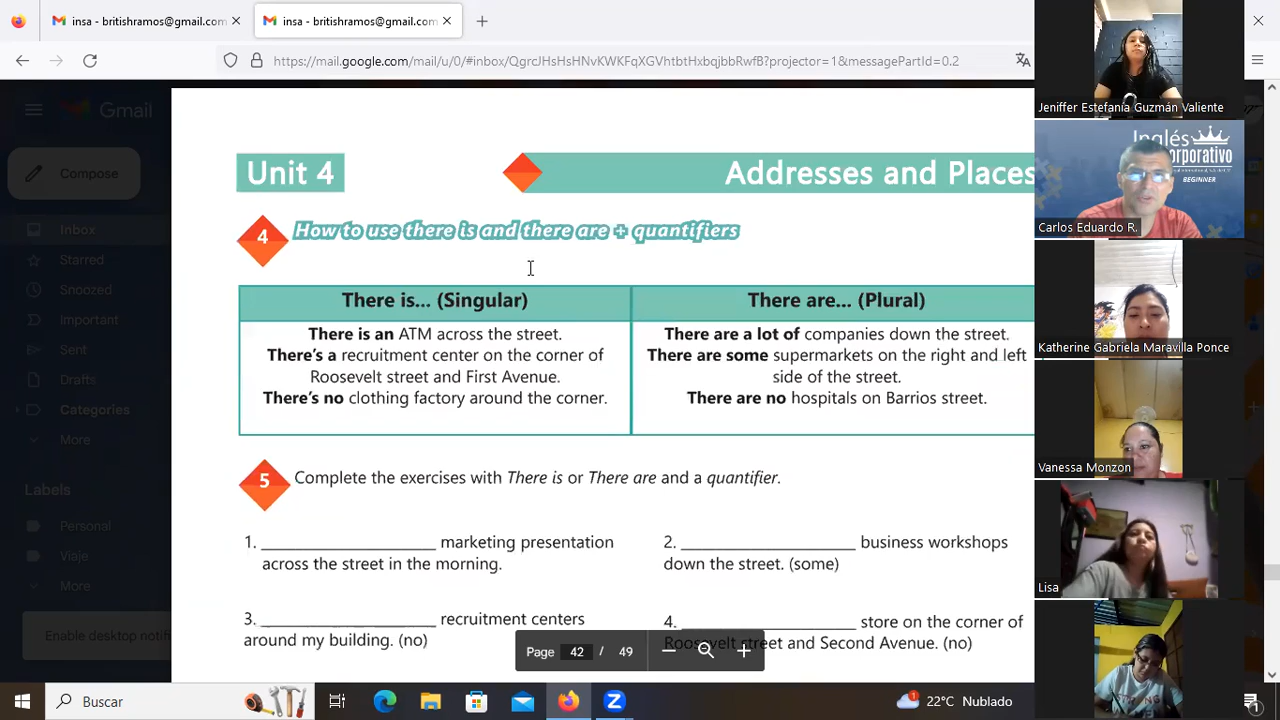 insa - britishramos@gmail.com
insa - britishramos@gmail.com
https://mail.google.com/mail/u/0/#inbox/QgrcJHsHsHNvKWKFqXGVhtbtHxbqjbbRwfB?projector=1&messagePartId=0.2
Gmail
Compose
Inbox
Starred
Snoozed
Important
Sent
Drafts
Categories
More
Labels
Personal
Viaje
More
Enable desktop notifi
Unit 4
Addresses and Places
4
How to use there is and there are + quantifiers
There is... (Singular)
There are... (Plural)
There is an ATM across the street.
There's a recruitment center on the corner of
Roosevelt street and First Avenue.
There's no clothing factory around the corner.
There are a lot of companies down the street.
There are some supermarkets on the right and left
side of the street.
There are no hospitals on Barrios street.
5
Complete the exercises with There is or There are and a quantifier.
1. ____________________ marketing presentation
across the street in the morning.
2. ____________________ business workshops
down the street. (some)
3. ____________________ recruitment centers
around my building. (no)
4. ____________________ store on the corner of
Roosevelt street and Second Avenue. (no)
Page 42 / 49
Jeniffer Estefanía Guzmán Valiente
Inglés
orporativo
BEGINNER
Carlos Eduardo R.
Katherine Gabriela Maravilla Ponce
Vanessa Monzon
Lisa
Buscar
1
22°C Nublado
1